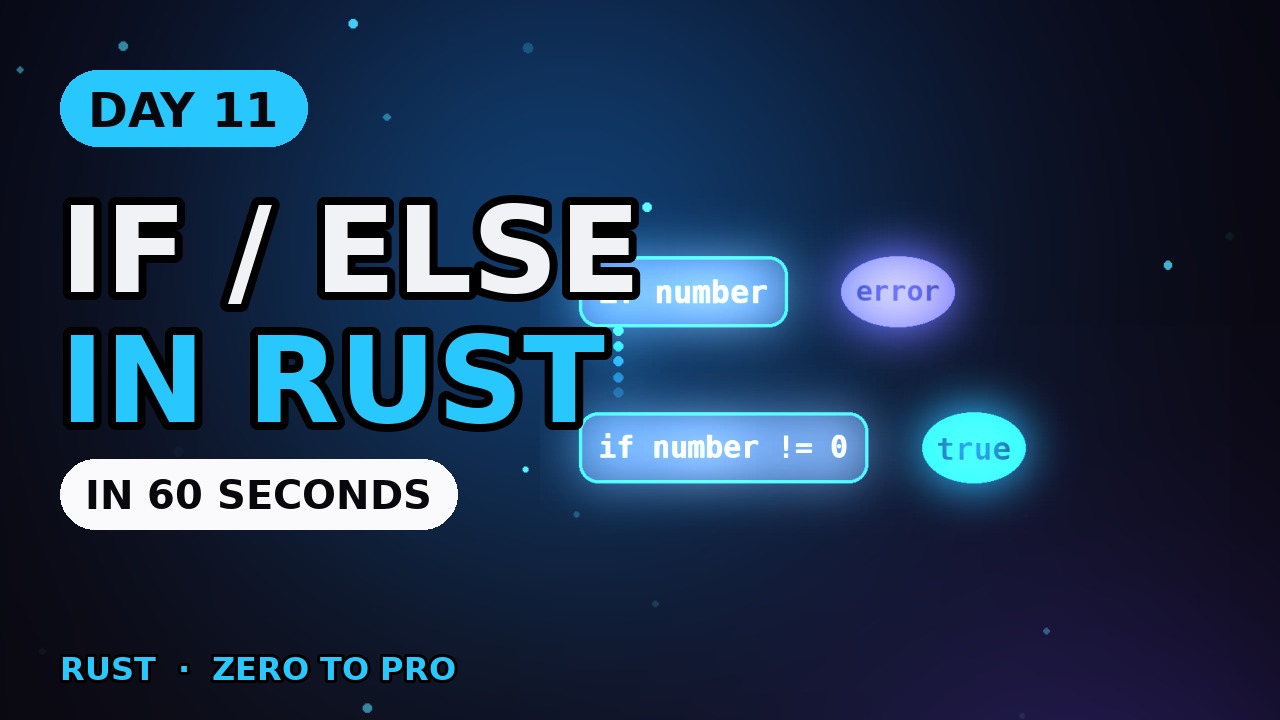 DAY 11
IF / ELSE
IN RUST
IN 60 SECONDS
number
error
if number != 0
true
RUST · ZERO TO PRO